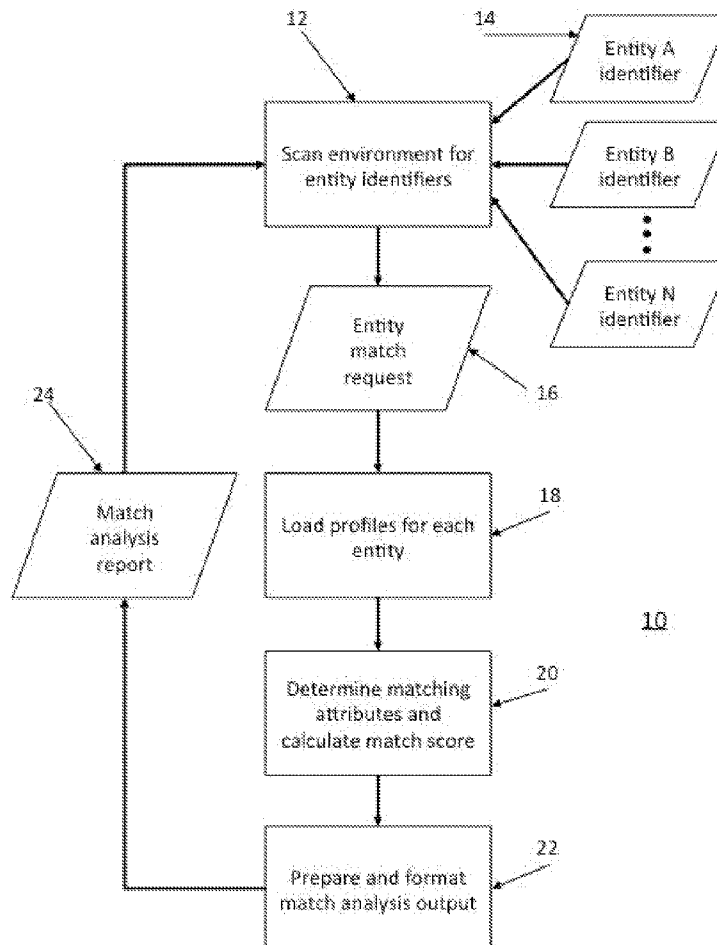 12
14
Entity A
identifier
Scan environment for
entity identifiers
Entity B
identifier
Entity N
identifier
Entity
match
request
16
24
Match
analysis
report
Load profiles for each
entity
18
10
Determine matching
attributes and
calculate match score
20
Prepare and format
match analysis output
22